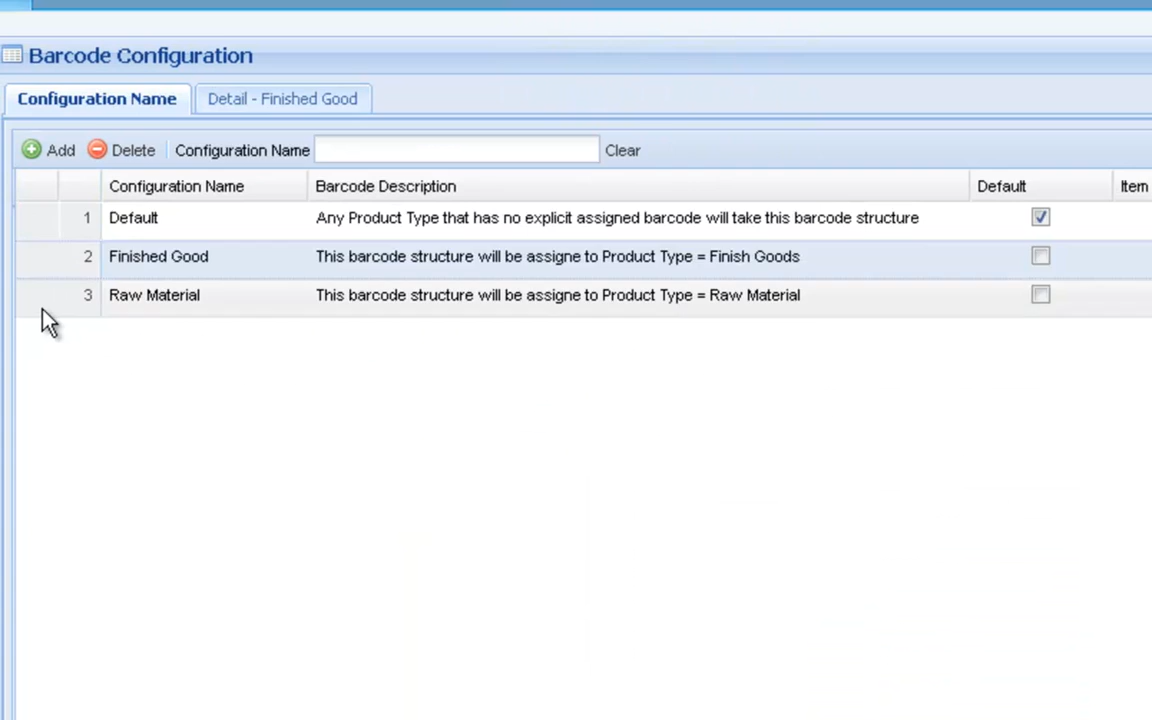 Barcode Configuration
Configuration Name Detail - Finished Good
Add Delete Configuration Name Clear
Configuration Name Barcode Description Default Item
1 Default Any Product Type that has no explicit assigned barcode will take this barcode structure
2 Finished Good This barcode structure will be assigne to Product Type = Finish Goods
3 Raw Material This barcode structure will be assigne to Product Type = Raw Material